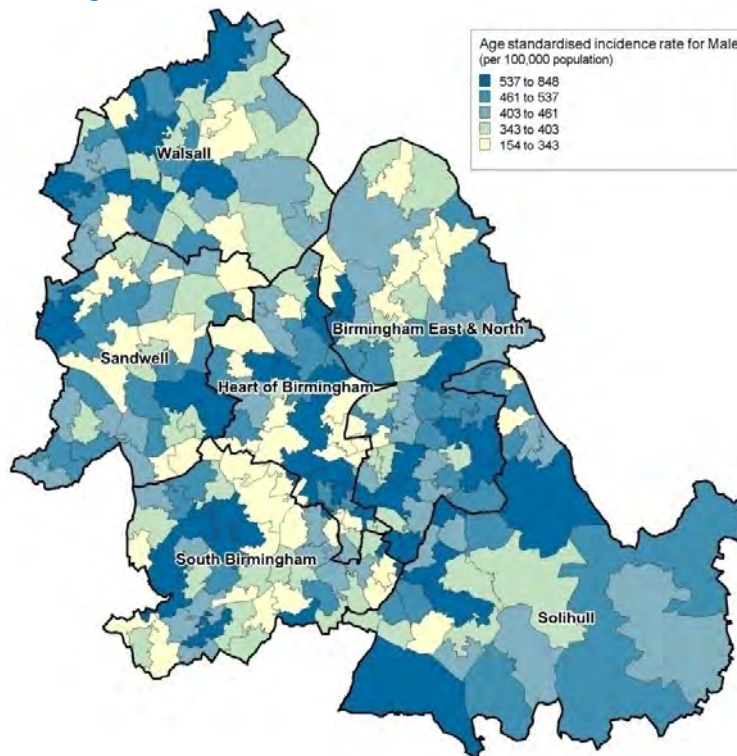 Age standardised incidence rate for Male
(per 100,000 population)
537 to 848
461 to 537
403 to 461
343 to 403
154 to 343
Walsall
Birmingham East & North
Sandwell
Heart of Birmingham
South Birmingham
Solihull